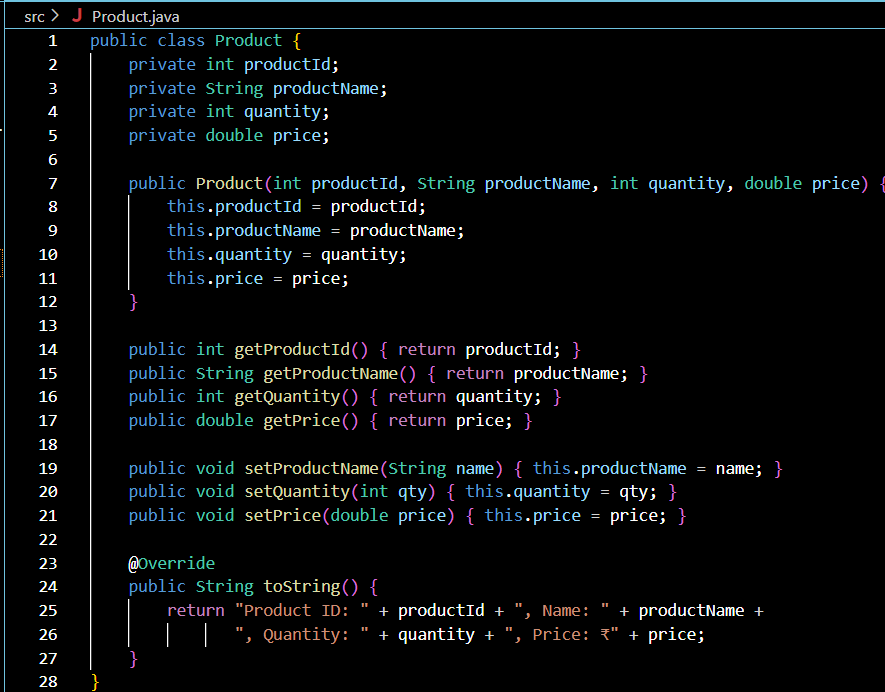 src > Product.java
1 public class Product {
2     private int productId;
3     private String productName;
4     private int quantity;
5     private double price;
6
7     public Product(int productId, String productName, int quantity, double price) {
8         this.productId = productId;
9         this.productName = productName;
10         this.quantity = quantity;
11         this.price = price;
12     }
13
14     public int getProductId() { return productId; }
15     public String getProductName() { return productName; }
16     public int getQuantity() { return quantity; }
17     public double getPrice() { return price; }
18
19     public void setProductName(String name) { this.productName = name; }
20     public void setQuantity(int qty) { this.quantity = qty; }
21     public void setPrice(double price) { this.price = price; }
22
23     @Override
24     public String toString() {
25         return "Product ID: " + productId + ", Name: " + productName +
26                ", Quantity: " + quantity + ", Price: ₹" + price;
27     }
28 }